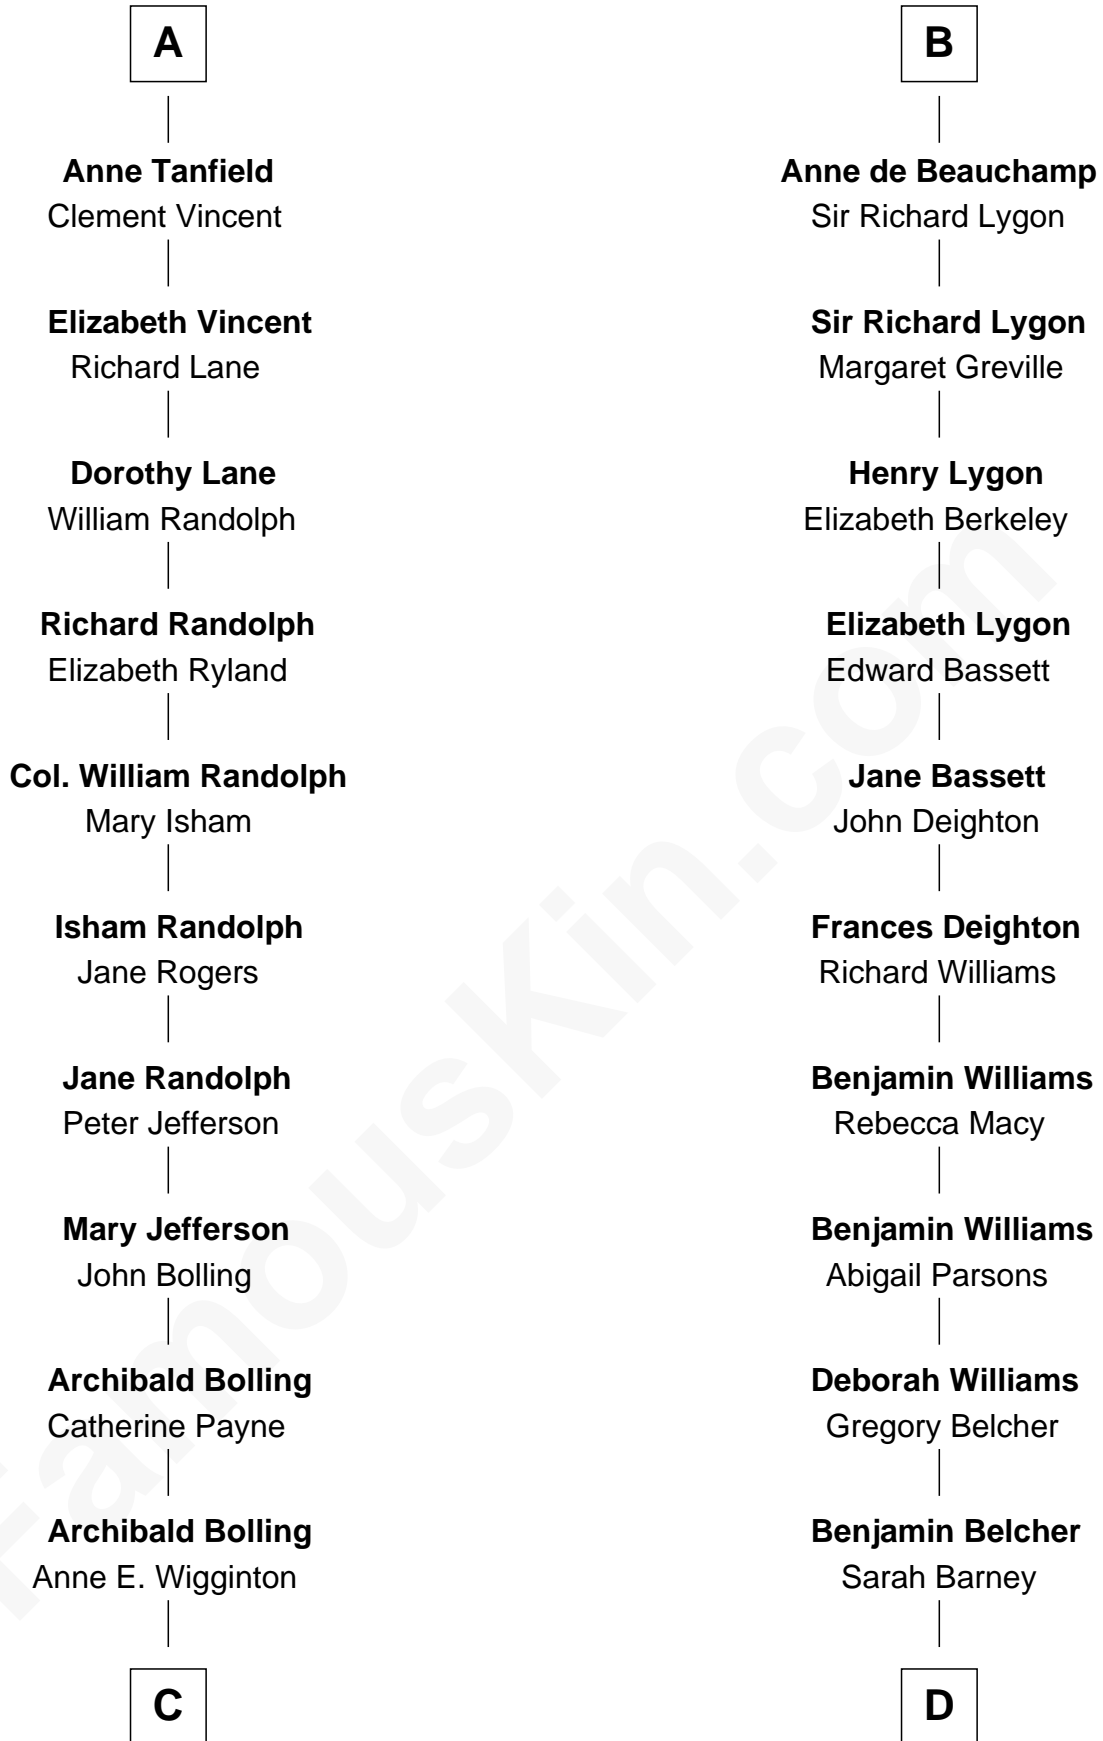 A
Anne Tanfield
Clement Vincent
Elizabeth Vincent
Richard Lane
Dorothy Lane
William Randolph
Richard Randolph
Elizabeth Ryland
Col. William Randolph
Mary Isham
Isham Randolph
Jane Rogers
Jane Randolph
Peter Jefferson
Mary Jefferson
John Bolling
Archibald Bolling
Catherine Payne
Archibald Bolling
Anne E. Wigginton
C
B
Anne de Beauchamp
Sir Richard Lygon
Sir Richard Lygon
Margaret Greville
Henry Lygon
Elizabeth Berkeley
Elizabeth Lygon
Edward Bassett
Jane Bassett
John Deighton
Frances Deighton
Richard Williams
Benjamin Williams
Rebecca Macy
Benjamin Williams
Abigail Parsons
Deborah Williams
Gregory Belcher
Benjamin Belcher
Sarah Barney
D
FamousKin.com